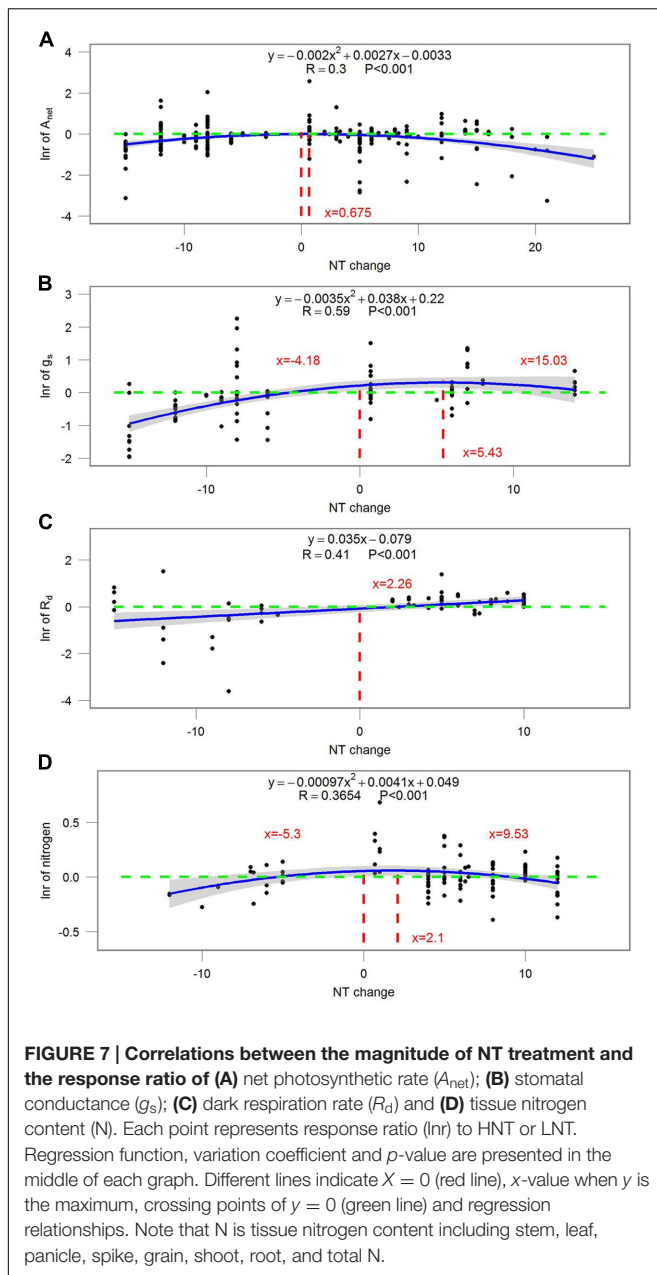 A
y = −0.002x² + 0.0027x − 0.0033
R = 0.3 P<0.001
4
2
0
-2
-4
lnr of Anet
x=0.675
-10
0
10
20
NT change
B
y = −0.0035x² + 0.038x + 0.22
R = 0.59 P<0.001
3
2
1
0
-1
-2
lnr of gs
x=-4.18
x=15.03
x=5.43
-10
0
10
NT change
C
y = 0.035x − 0.079
R = 0.41 P<0.001
2
0
-2
-4
lnr of Rd
x=2.26
-10
0
10
NT change
D
y = −0.00097x² + 0.0041x + 0.049
R = 0.3654 P<0.001
0.5
0.0
-0.5
lnr of nitrogen
x=-5.3
x=9.53
x=2.1
-10
0
10
NT change
FIGURE 7 | Correlations between the magnitude of NT treatment and
the response ratio of (A) net photosynthetic rate (Anet); (B) stomatal
conductance (gs); (C) dark respiration rate (Rd) and (D) tissue nitrogen
content (N). Each point represents response ratio (lnr) to HNT or LNT.
Regression function, variation coefficient and p-value are presented in the
middle of each graph. Different lines indicate X = 0 (red line), x-value when y is
the maximum, crossing points of y = 0 (green line) and regression
relationships. Note that N is tissue nitrogen content including stem, leaf,
panicle, spike, grain, shoot, root, and total N.